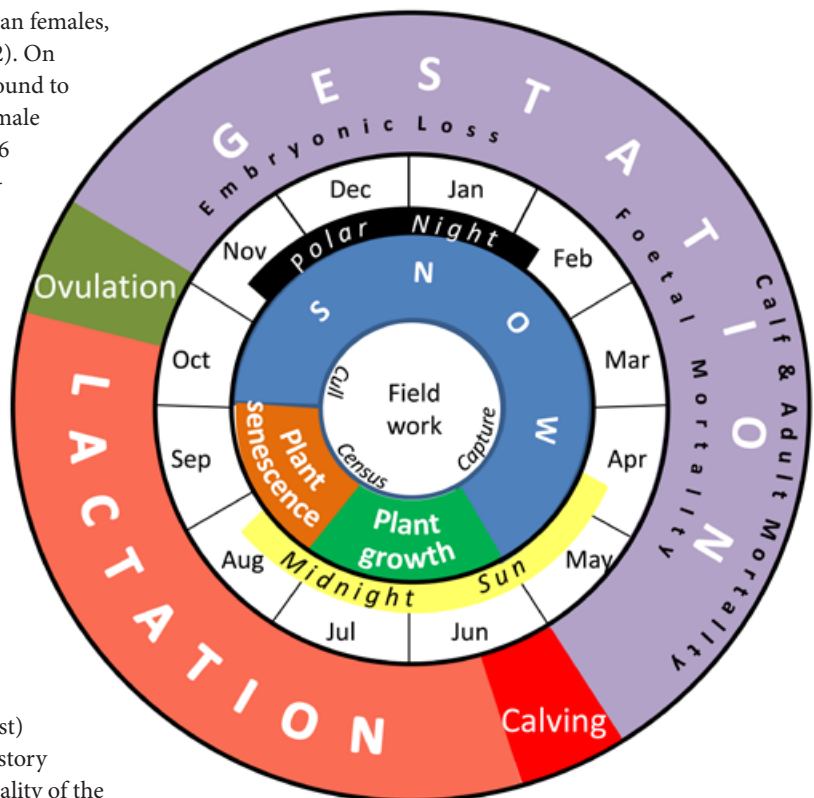 an females,
2). On
ound to
male
6
GESTATION
Embryonic Loss
Foetal Mortality
Calf & Adult Mortality
Ovulation
LACTATION
Calving
Dec
Jan
Nov
Feb
Oct
Mar
Sep
Apr
Aug
May
Jul
Jun
Polar Night
SNOW
Midnight Sun
Plant
senescence
Plant
growth
Cull
Census
Capture
Field
work
st)
story
ality of the